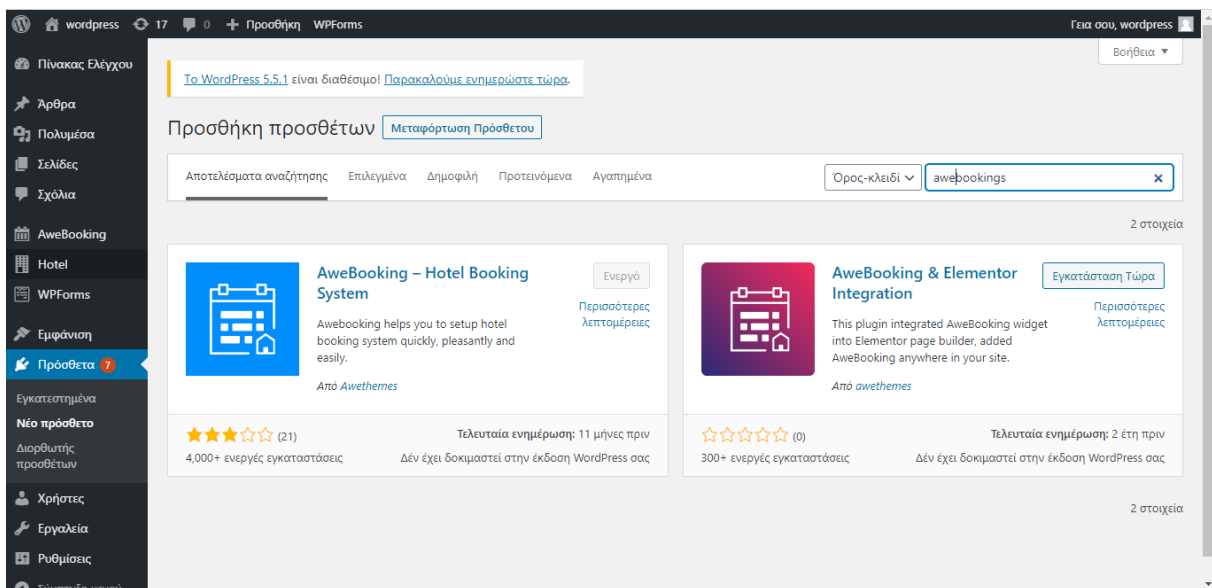 wordpress 17 0 + Προσθήκη WPForms Γεια σου, wordpress
Βοήθεια ▼
Πίνακας Ελέγχου
Άρθρα
Πολυμέσα
Σελίδες
Σχόλια
AweBooking
Hotel
WPForms
Εμφάνιση
Πρόσθετα 7
Εγκατεστημένα
Νέο πρόσθετο
Διορθωτής
προσθέτων
Χρήστες
Εργαλεία
Ρυθμίσεις
Σύμπτυξη μενού
Το WordPress 5.5.1 είναι διαθέσιμο! Παρακαλούμε ενημερώστε τώρα.
Προσθήκη προσθέτων Μεταφόρτωση Πρόσθετου
Αποτελέσματα αναζήτησης Επιλεγμένα Δημοφιλή Προτεινόμενα Αγαπημένα Όρος-κλειδί awebookings
2 στοιχεία
AweBooking – Hotel Booking
System
Ενεργό
Περισσότερες
λεπτομέρειες
Awebooking helps you to setup hotel
booking system quickly, pleasantly and
easily.
Από Awethemes
(21)
Τελευταία ενημέρωση: 11 μήνες πριν
4,000+ ενεργές εγκαταστάσεις
Δέν έχει δοκιμαστεί στην έκδοση WordPress σας
AweBooking & Elementor
Integration
Εγκατάσταση Τώρα
Περισσότερες
λεπτομέρειες
This plugin integrated AweBooking widget
into Elementor page builder, added
AweBooking anywhere in your site.
Από awethemes
(0)
Τελευταία ενημέρωση: 2 έτη πριν
300+ ενεργές εγκαταστάσεις
Δέν έχει δοκιμαστεί στην έκδοση WordPress σας
2 στοιχεία